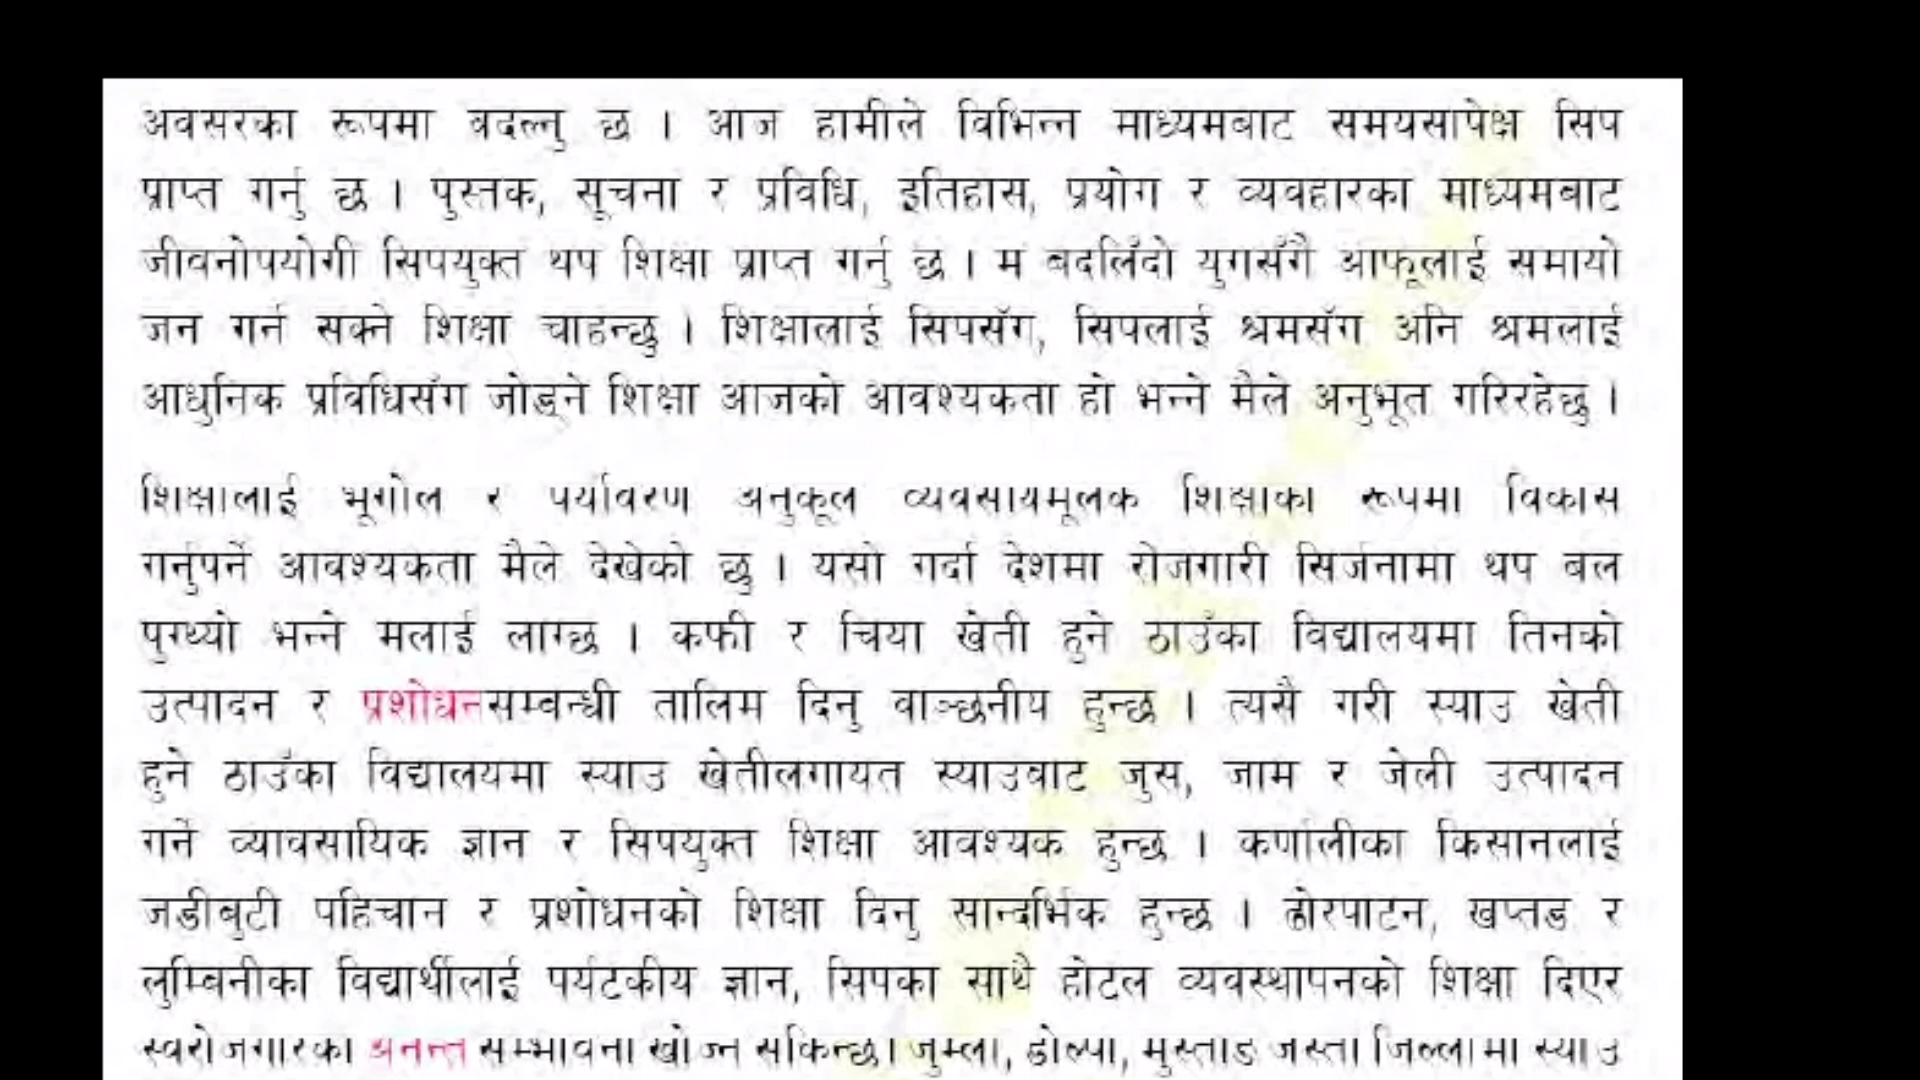 अवसरका रूपमा बदल्नु छ । आज हामीले विभिन्न माध्यमबाट समयसापेक्ष सिप
प्राप्त गर्नु छ । पुस्तक, सूचना र प्रविधि, इतिहास, प्रयोग र व्यवहारका माध्यमबाट
जीवनोपयोगी सिपयुक्त थप शिक्षा प्राप्त गर्नु छ । म बदलिँदो युगसँगै आफूलाई समायो
जन गर्न सक्ने शिक्षा चाहन्छु । शिक्षालाई सिपसँग, सिपलाई श्रमसँग अनि श्रमलाई
आधुनिक प्रविधिसँग जोड्ने शिक्षा आजको आवश्यकता हो भन्ने मैले अनुभूत गरिरहेछु ।
शिक्षालाई भूगोल र पर्यावरण अनुकूल व्यवसायमूलक शिक्षाका रूपमा विकास
गर्नुपर्ने आवश्यकता मैले देखेको छु । यसो गर्दा देशमा रोजगारी सिर्जनामा थप बल
पुग्थ्यो भन्ने मलाई लाग्छ । कफी र चिया खेती हुने ठाउँका विद्यालयमा तिनको
उत्पादन र प्रशोधनसम्बन्धी तालिम दिनु वाञ्छनीय हुन्छ । त्यसै गरी स्याउ खेती
हुने ठाउँका विद्यालयमा स्याउ खेतीलगायत स्याउबाट जुस, जाम र जेली उत्पादन
गर्ने व्यावसायिक ज्ञान र सिपयुक्त शिक्षा आवश्यक हुन्छ । कर्णालीका किसानलाई
जडीबुटी पहिचान र प्रशोधनको शिक्षा दिनु सान्दर्भिक हुन्छ । ढोरपाटन, खप्तड र
लुम्बिनीका विद्यार्थीलाई पर्यटकीय ज्ञान, सिपका साथै होटल व्यवस्थापनको शिक्षा दिएर
स्वरोजगारका अनन्त सम्भावना खोज्न सकिन्छ। जुम्ला, डोल्पा, मुस्ताङ जस्ता जिल्लामा स्याउ